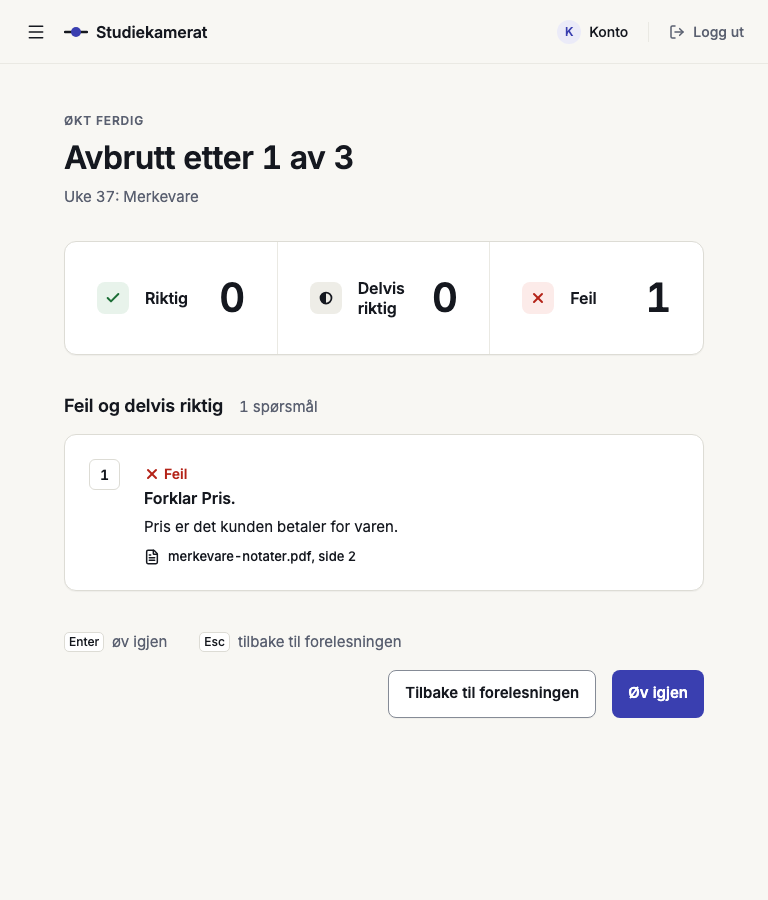 Studiekamerat
K Konto
Logg ut
ØKT FERDIG
Avbrutt etter 1 av 3
Uke 37: Merkevare
Riktig 0
Delvis riktig 0
Feil 1
Feil og delvis riktig 1 spørsmål
1
Feil
Forklar Pris.
Pris er det kunden betaler for varen.
merkevare-notater.pdf, side 2
Enter øv igjen Esc tilbake til forelesningen
Tilbake til forelesningen Øv igjen